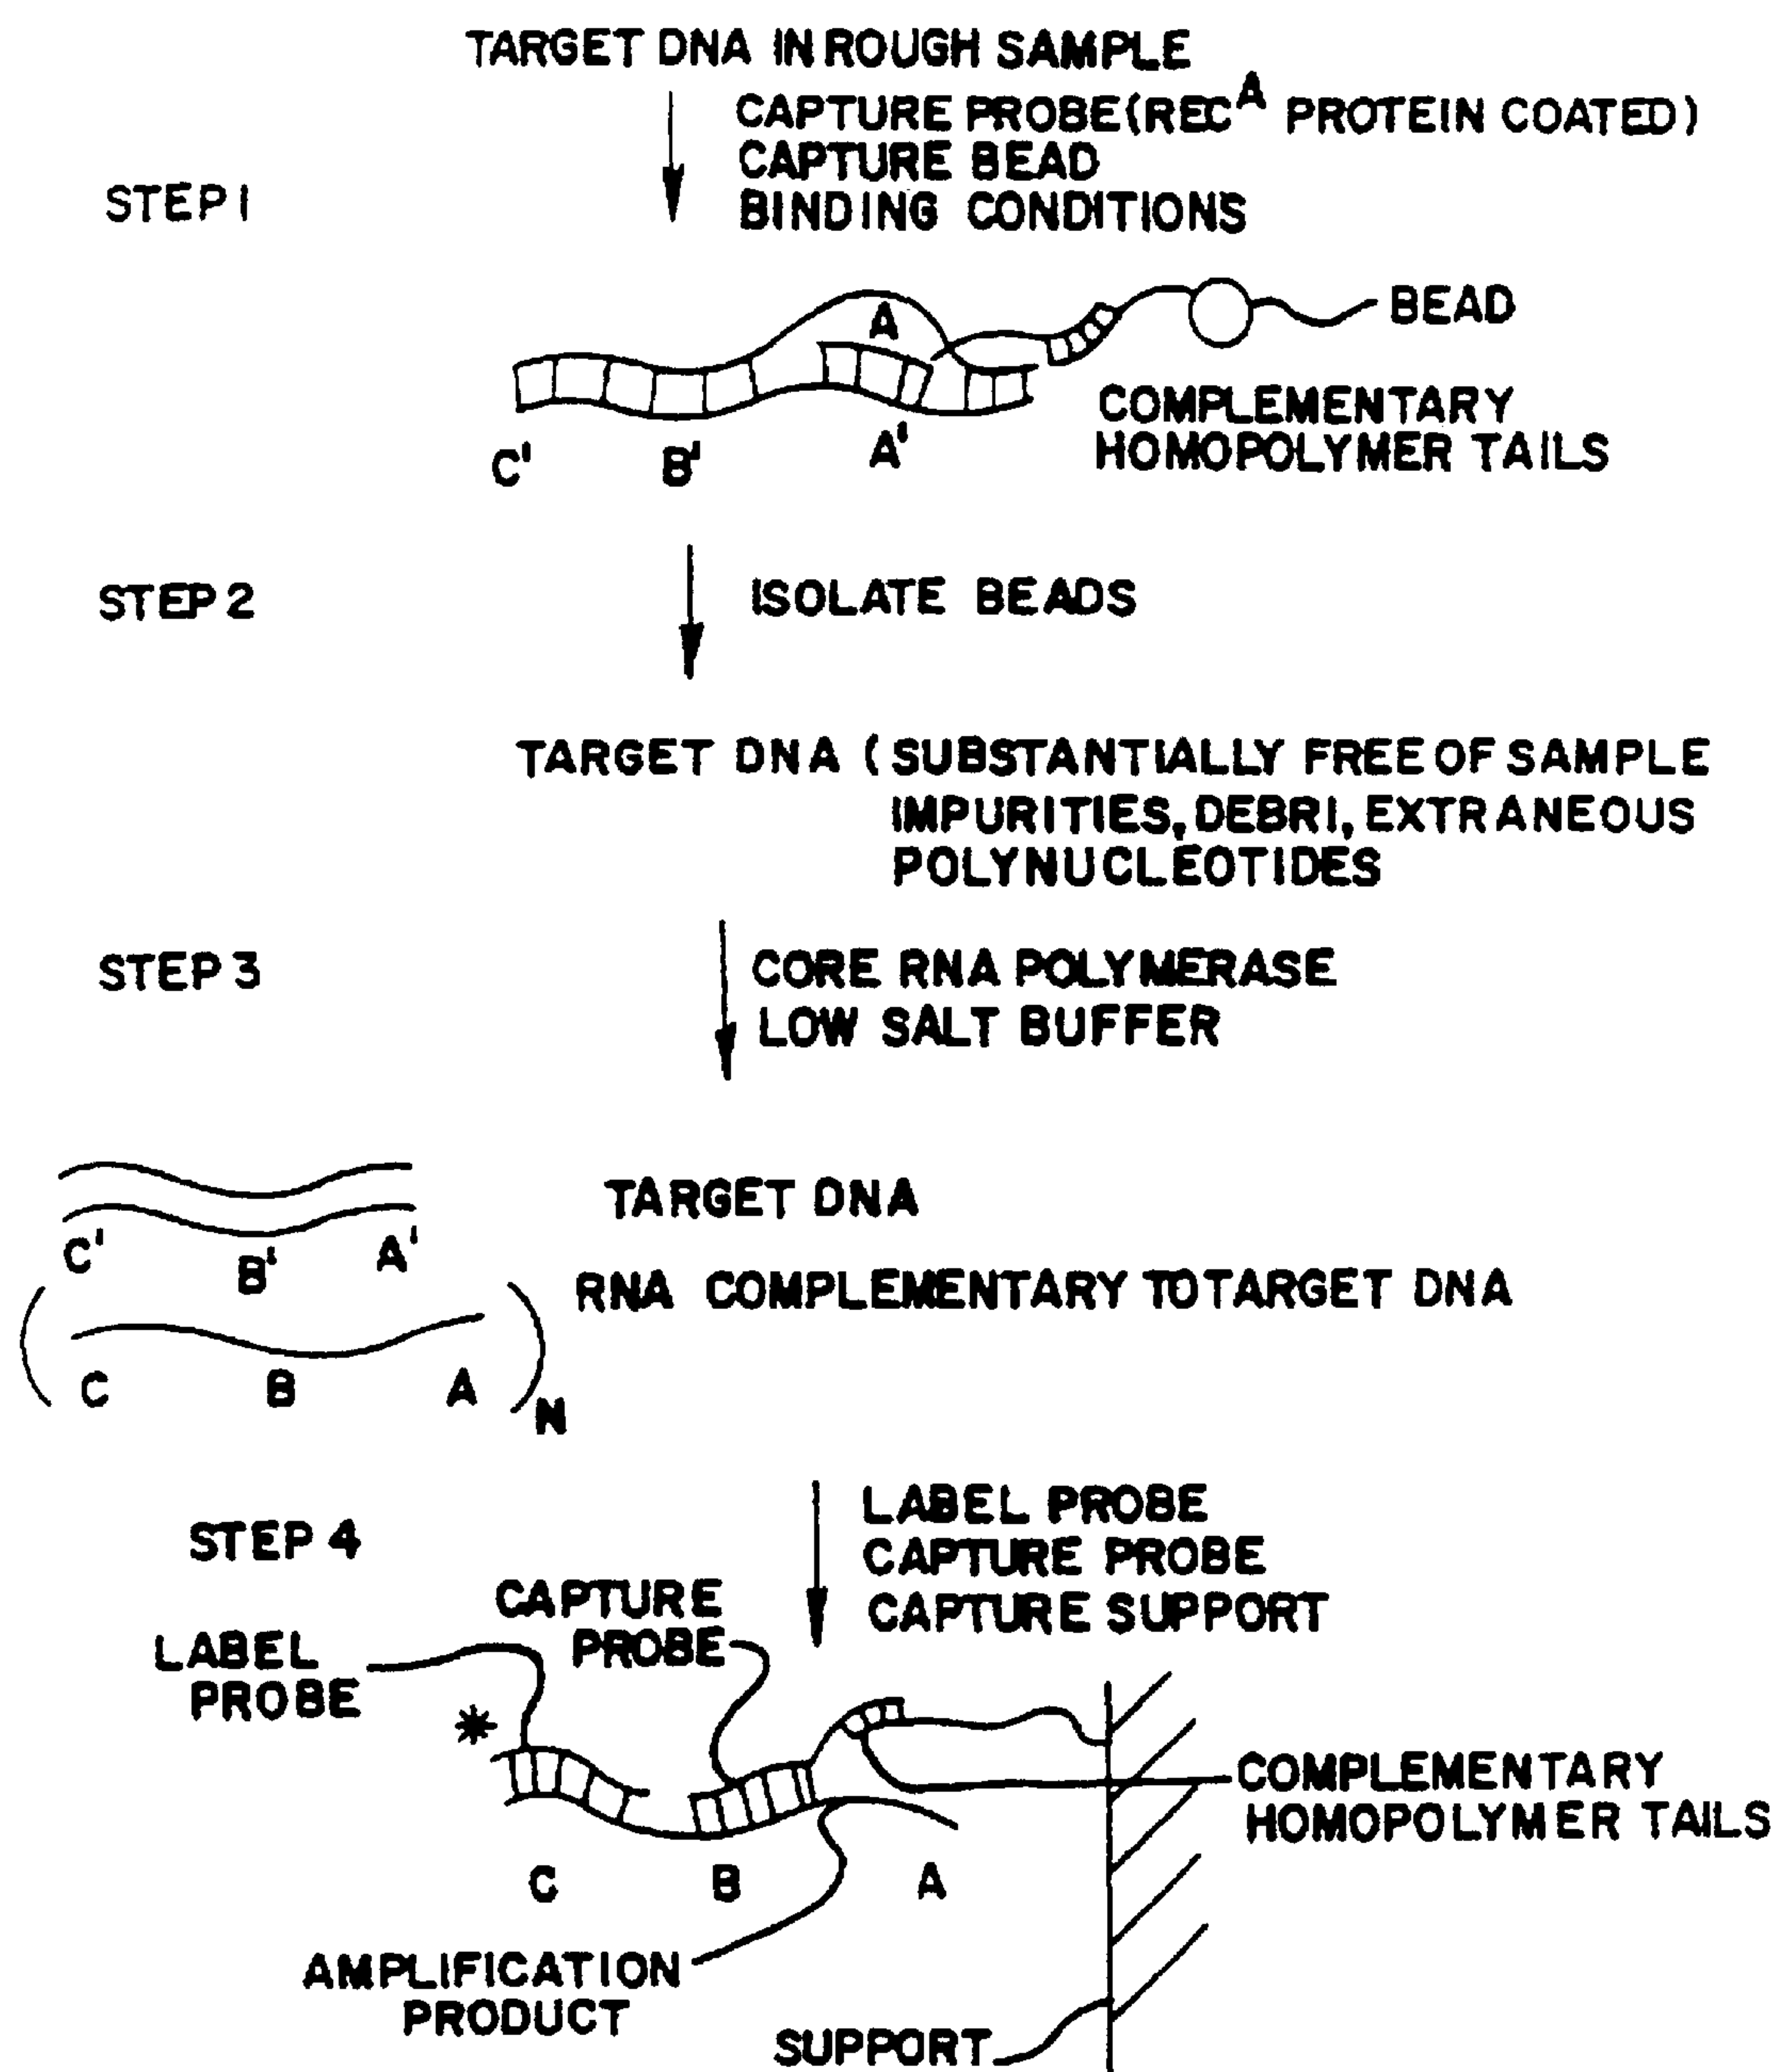 TARGET DNA IN ROUGH SAMPLE
CAPTURE PROBE (REC^A PROTEIN COATED)
CAPTURE BEAD
STEP 1
BINDING CONDITIONS
A
BEAD
COMPLEMENTARY
HOMOPOLYMER TAILS
C' B' A'
STEP 2
ISOLATE BEADS
TARGET DNA (SUBSTANTIALLY FREE OF SAMPLE
IMPURITIES, DEBRI, EXTRANEOUS
POLYNUCLEOTIDES
STEP 3
CORE RNA POLYMERASE
LOW SALT BUFFER
TARGET DNA
C' B' A'
RNA COMPLEMENTARY TO TARGET DNA
C B A
N
STEP 4
LABEL PROBE
CAPTURE PROBE
CAPTURE SUPPORT
CAPTURE
PROBE
LABEL
PROBE
*
COMPLEMENTARY
HOMOPOLYMER TAILS
C B A
AMPLIFICATION
PRODUCT
SUPPORT